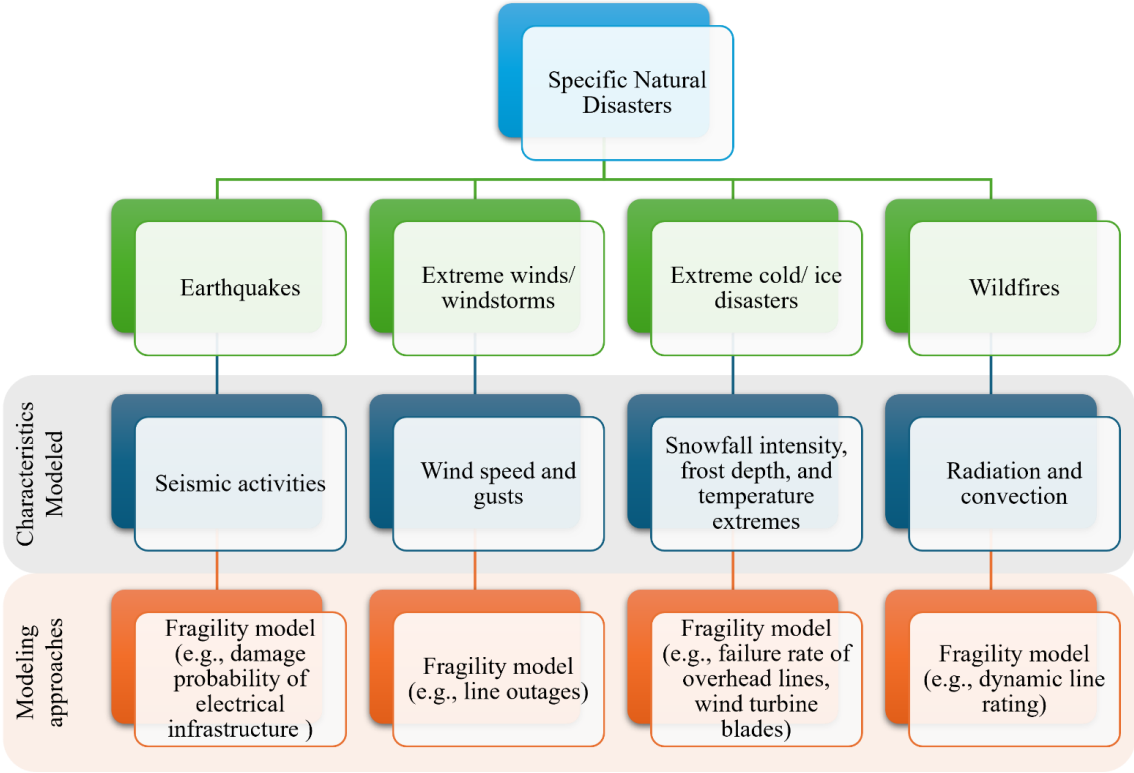 Specific Natural
Disasters
Earthquakes
Extreme winds/
windstorms
Extreme cold/ ice
disasters
Wildfires
Characteristics
Modeled
Seismic activities
Wind speed and
gusts
Snowfall intensity,
frost depth, and
temperature
extremes
Radiation and
convection
Modeling
approaches
Fragility model
(e.g., damage
probability of
electrical
infrastructure )
Fragility model
(e.g., line outages)
Fragility model
(e.g., failure rate of
overhead lines,
wind turbine
blades)
Fragility model
(e.g., dynamic line
rating)